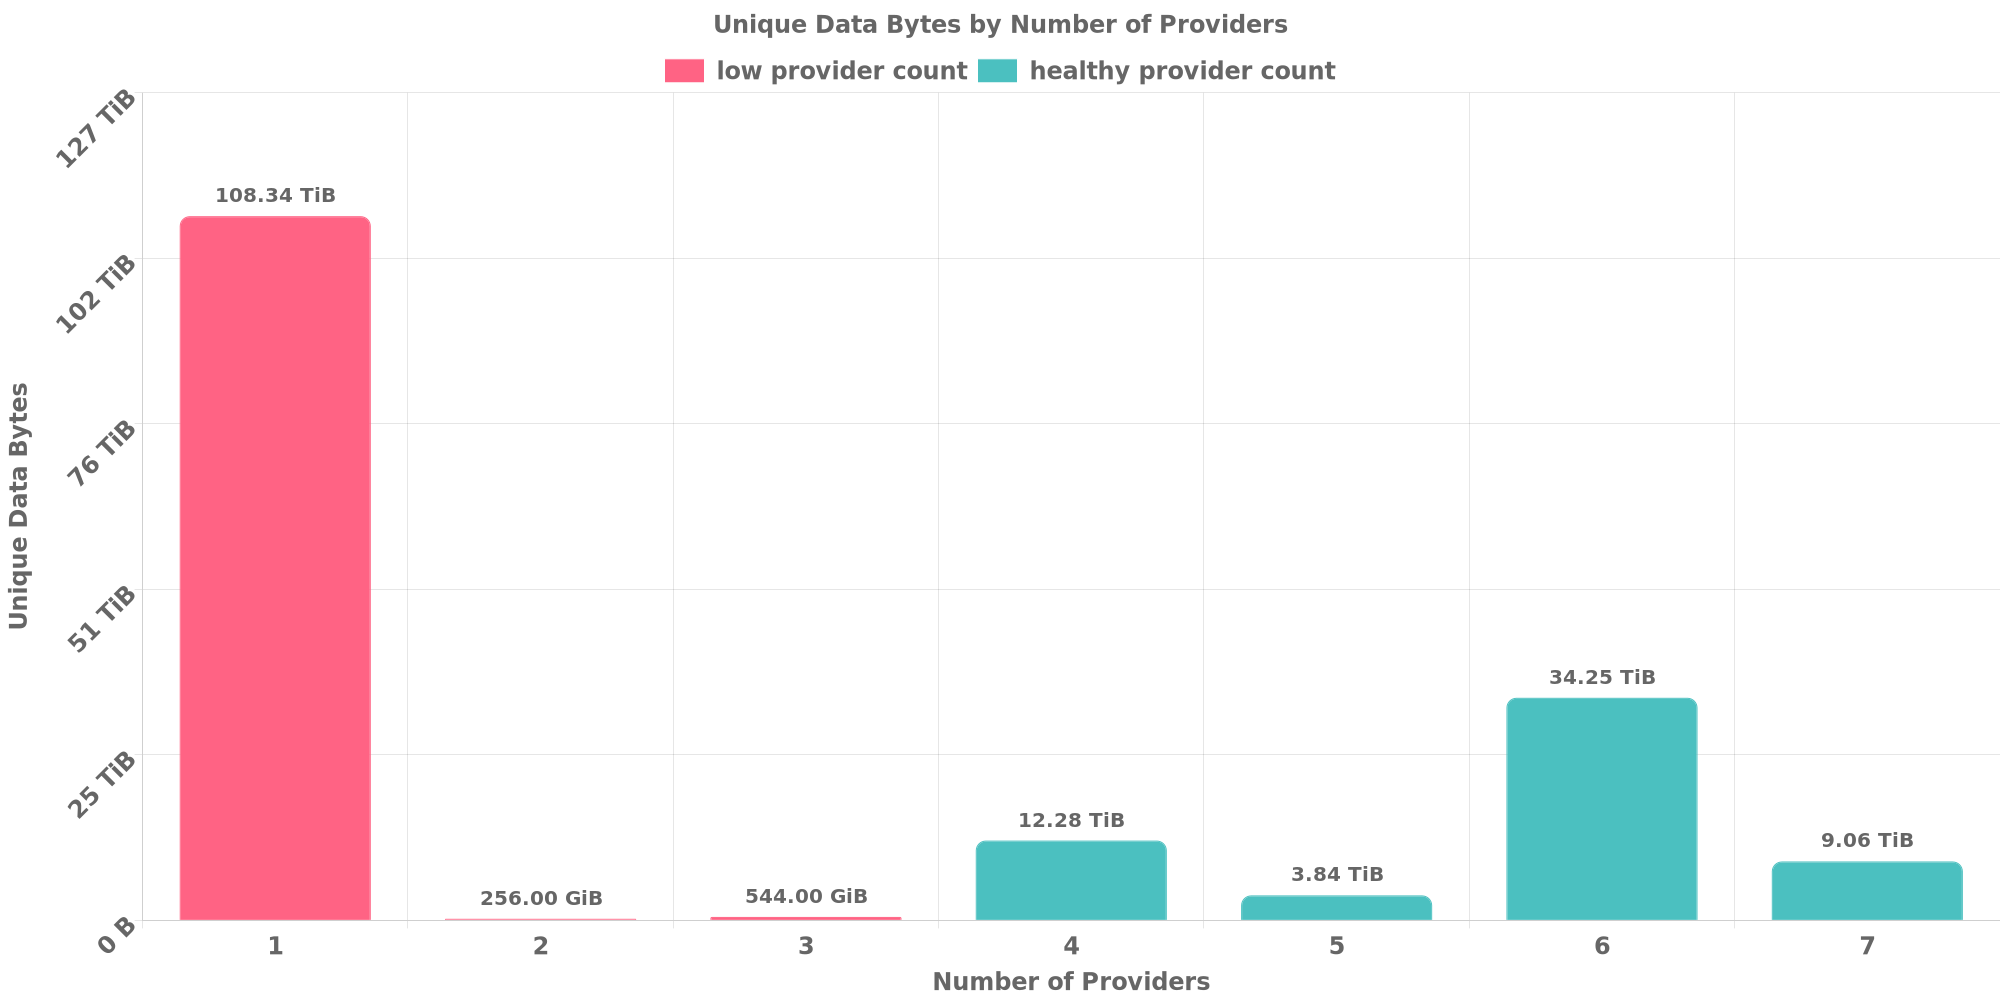 Unique Data Bytes by Number of Providers
low provider count healthy provider count
127 TiB
102 TiB
76 TiB
51 TiB
25 TiB
0 B
Unique Data Bytes
108.34 TiB
256.00 GiB
544.00 GiB
12.28 TiB
3.84 TiB
34.25 TiB
9.06 TiB
1 2 3 4 5 6 7
Number of Providers